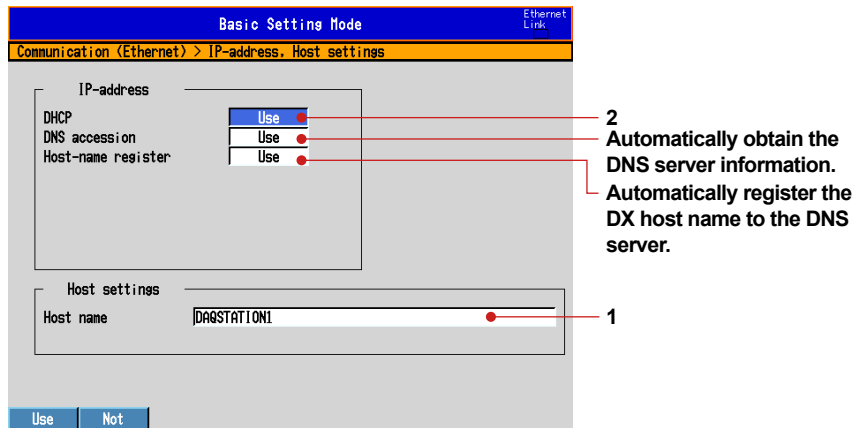 Basic Setting Mode
Ethernet
Link
Communication (Ethernet) > IP-address, Host settings
IP-address
DHCP Use
DNS accession Use
Host-name register Use
2
Automatically obtain the
DNS server information.
Automatically register the
DX host name to the DNS
server.
Host settings
Host name DAQSTATION1
1
Use Not